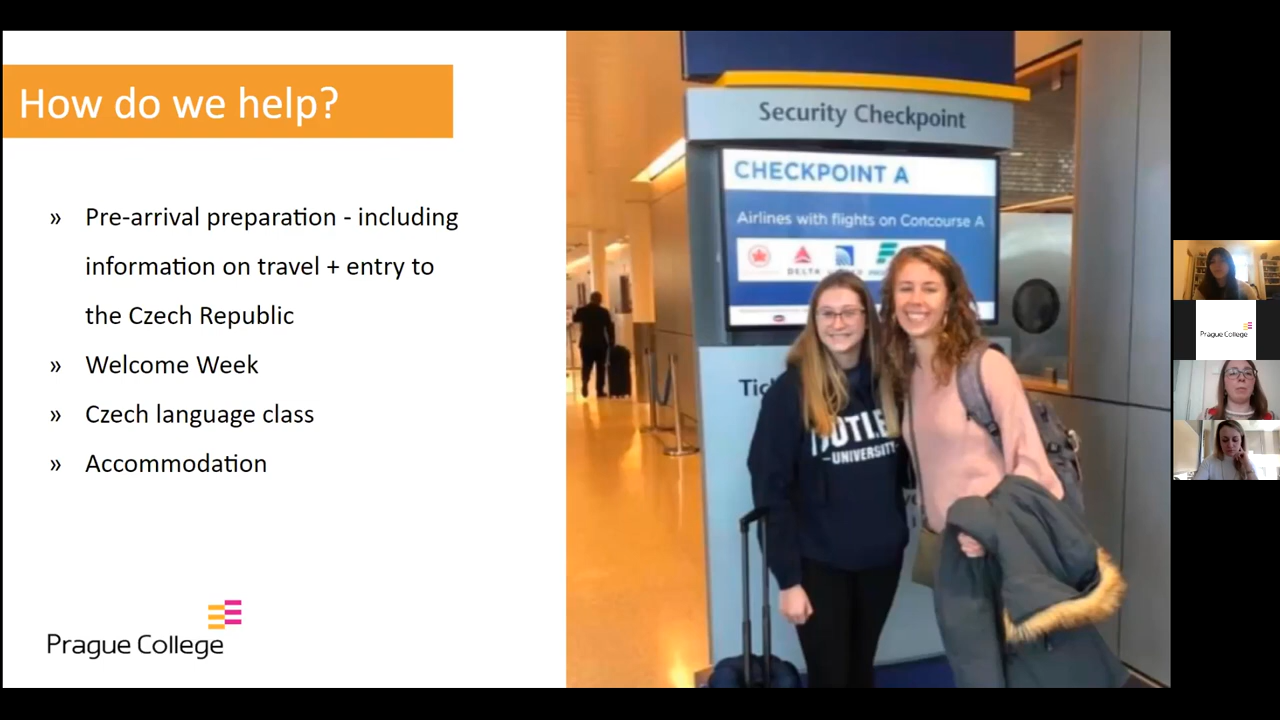 How do we help?
» Pre-arrival preparation - including
information on travel + entry to
the Czech Republic
» Welcome Week
» Czech language class
» Accommodation
Prague College
Security Checkpoint
CHECKPOINT A
Airlines with flights on Concourse A
DELTA
UNIVERSITY
Prague College